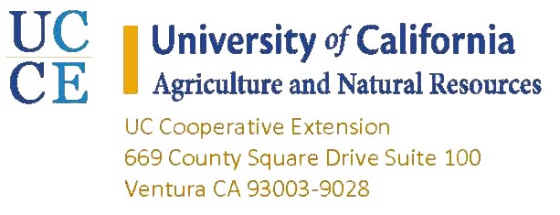 UC
CE
University of California
Agriculture and Natural Resources
UC Cooperative Extension
669 County Square Drive Suite 100
Ventura CA 93003-9028